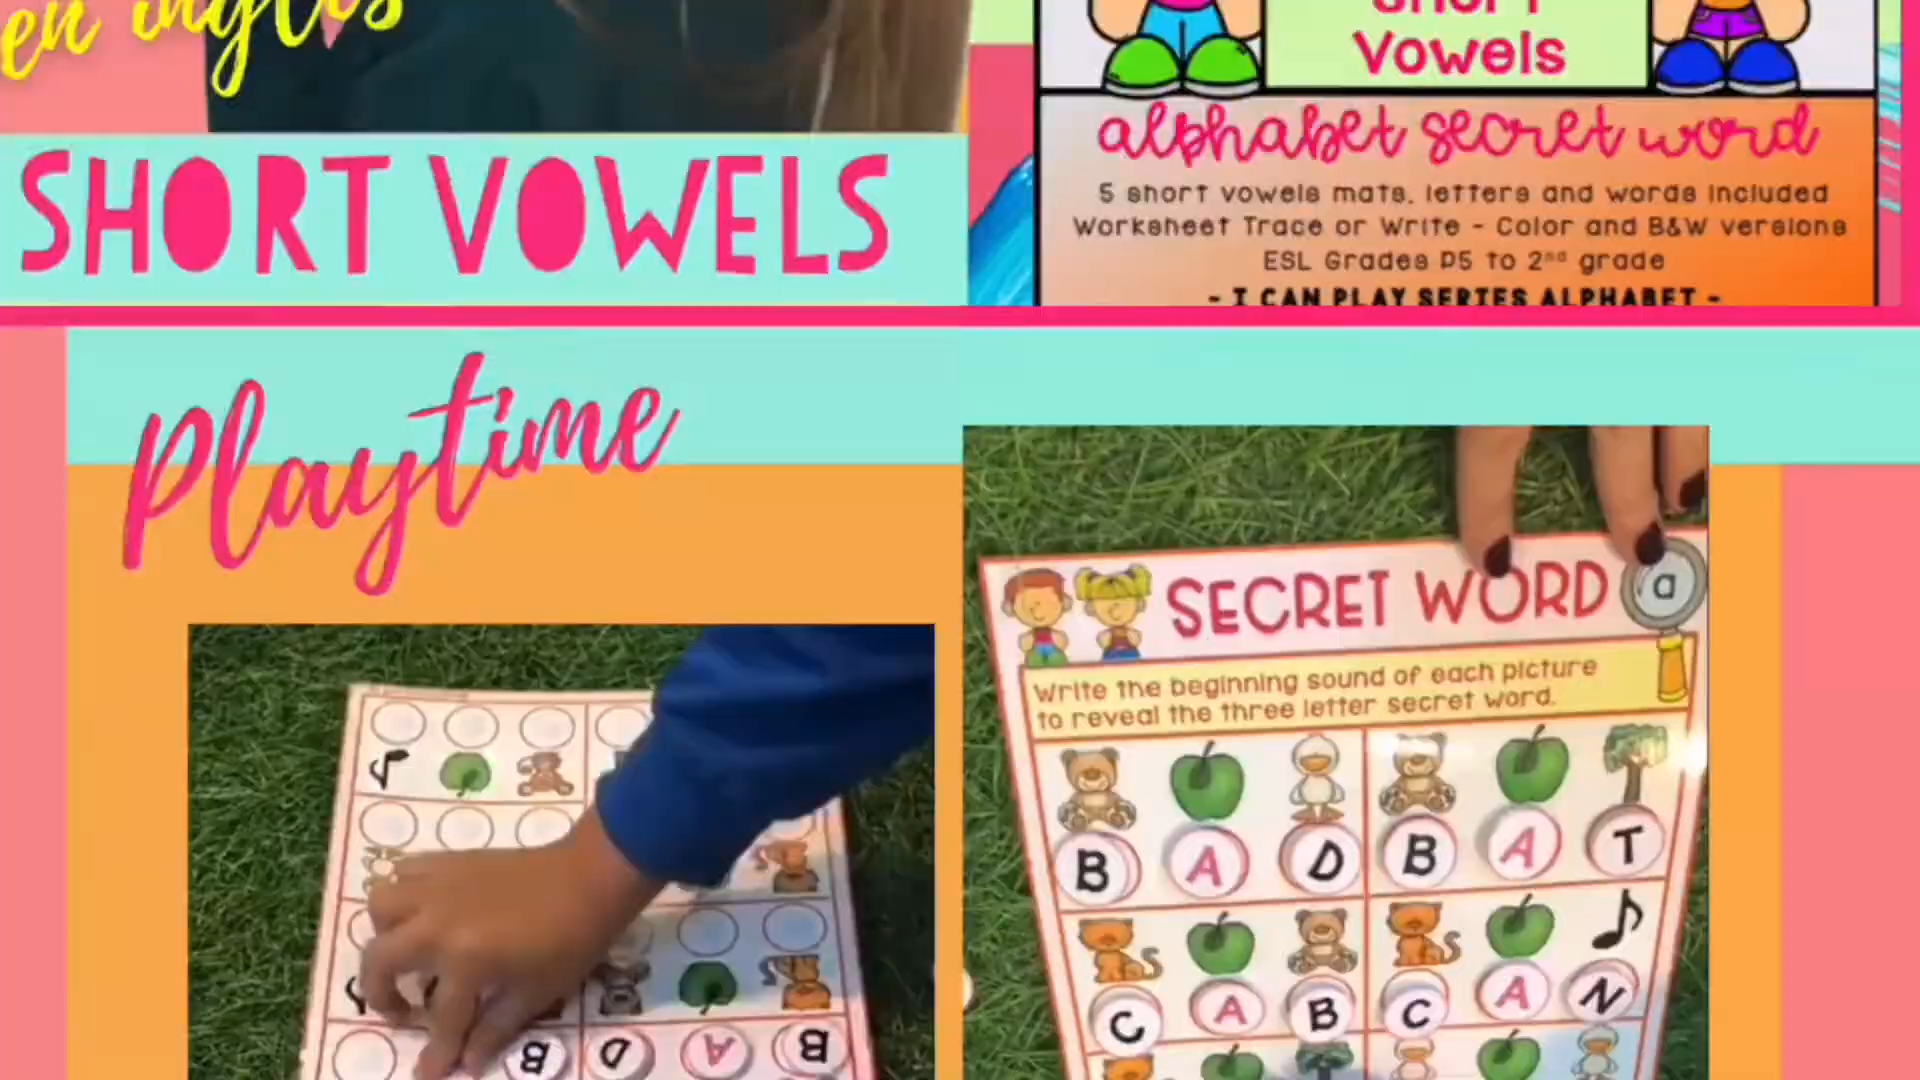 en inglés
SHORT VOWELS
Short
Vowels
alphabet secret word
5 short vowels mats, letters and words included
Worksheet Trace or Write - Color and B&W versions
ESL Grades P5 to 2nd grade
- I CAN PLAY SERIES ALPHABET -
Playtime
B D A B
SECRET WORD
a
Write the beginning sound of each picture
to reveal the three letter secret word.
B A D B A T
C A B C A N